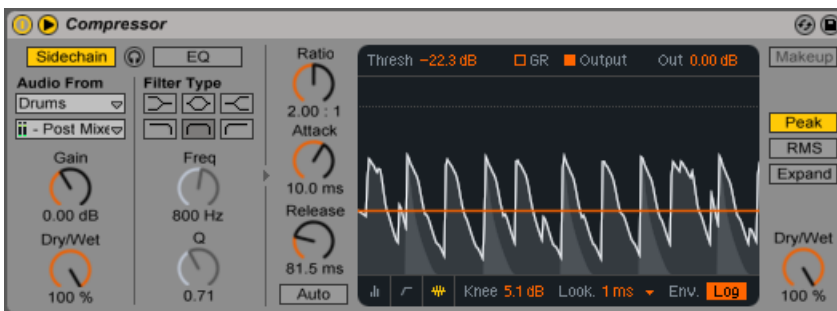 Compressor
Sidechain EQ
Audio From Filter Type
Drums
ii - Post Mixe
Gain Freq
0.00 dB 800 Hz
Dry/Wet Q
100 % 0.71
Ratio
2.00 : 1
Attack
10.0 ms
Release
81.5 ms
Auto
Thresh -22.3 dB GR Output Out 0.00 dB
Knee 5.1 dB Look. 1 ms Env. Log
Makeup
Peak
RMS
Expand
Dry/Wet
100 %